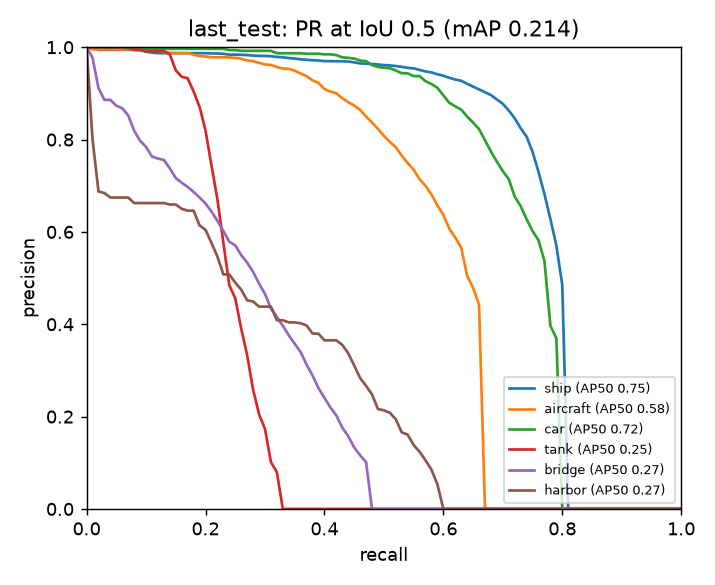 last_test: PR at IoU 0.5 (mAP 0.214)
1.0
0.8
0.6
0.4
0.2
0.0
precision
0.0 0.2 0.4 0.6 0.8 1.0
recall
ship (AP50 0.75)
aircraft (AP50 0.58)
car (AP50 0.72)
tank (AP50 0.25)
bridge (AP50 0.27)
harbor (AP50 0.27)